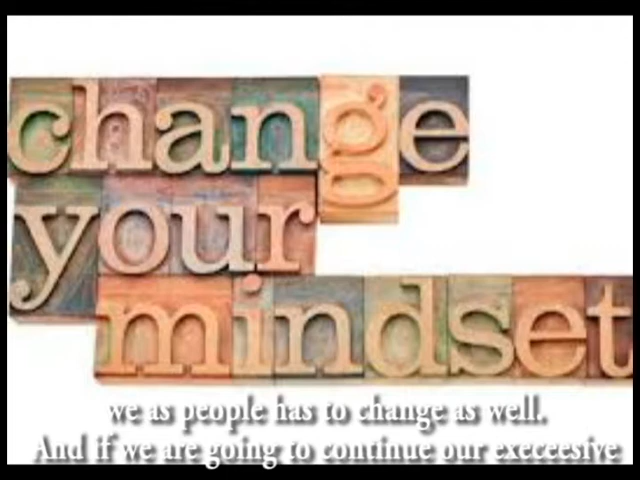 change
your
mindset
we as people has to change as well.
And if we are going to continue our execeesive